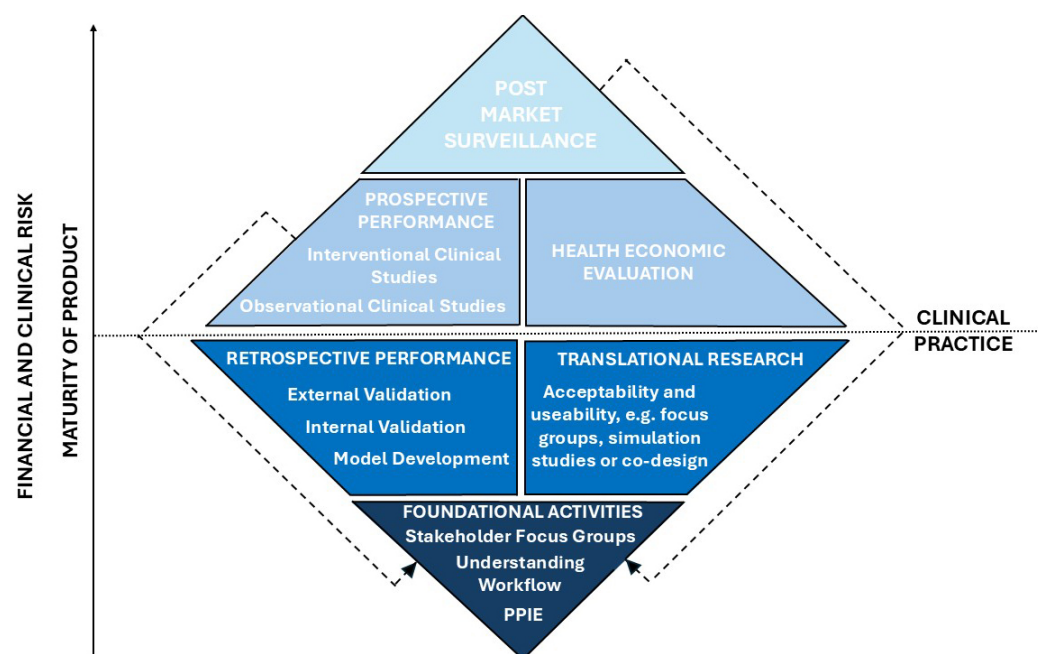 POST
MARKET
SURVEILLANCE
PROSPECTIVE
PERFORMANCE
Interventional Clinical
Studies
Observational Clinical Studies
HEALTH ECONOMIC
EVALUATION
FINANCIAL AND CLINICAL RISK
MATURITY OF PRODUCT
CLINICAL
PRACTICE
RETROSPECTIVE PERFORMANCE
External Validation
Internal Validation
Model Development
TRANSLATIONAL RESEARCH
Acceptability and
useability, e.g. focus
groups, simulation
studies or co-design
FOUNDATIONAL ACTIVITIES
Stakeholder Focus Groups
Understanding
Workflow
PPIE